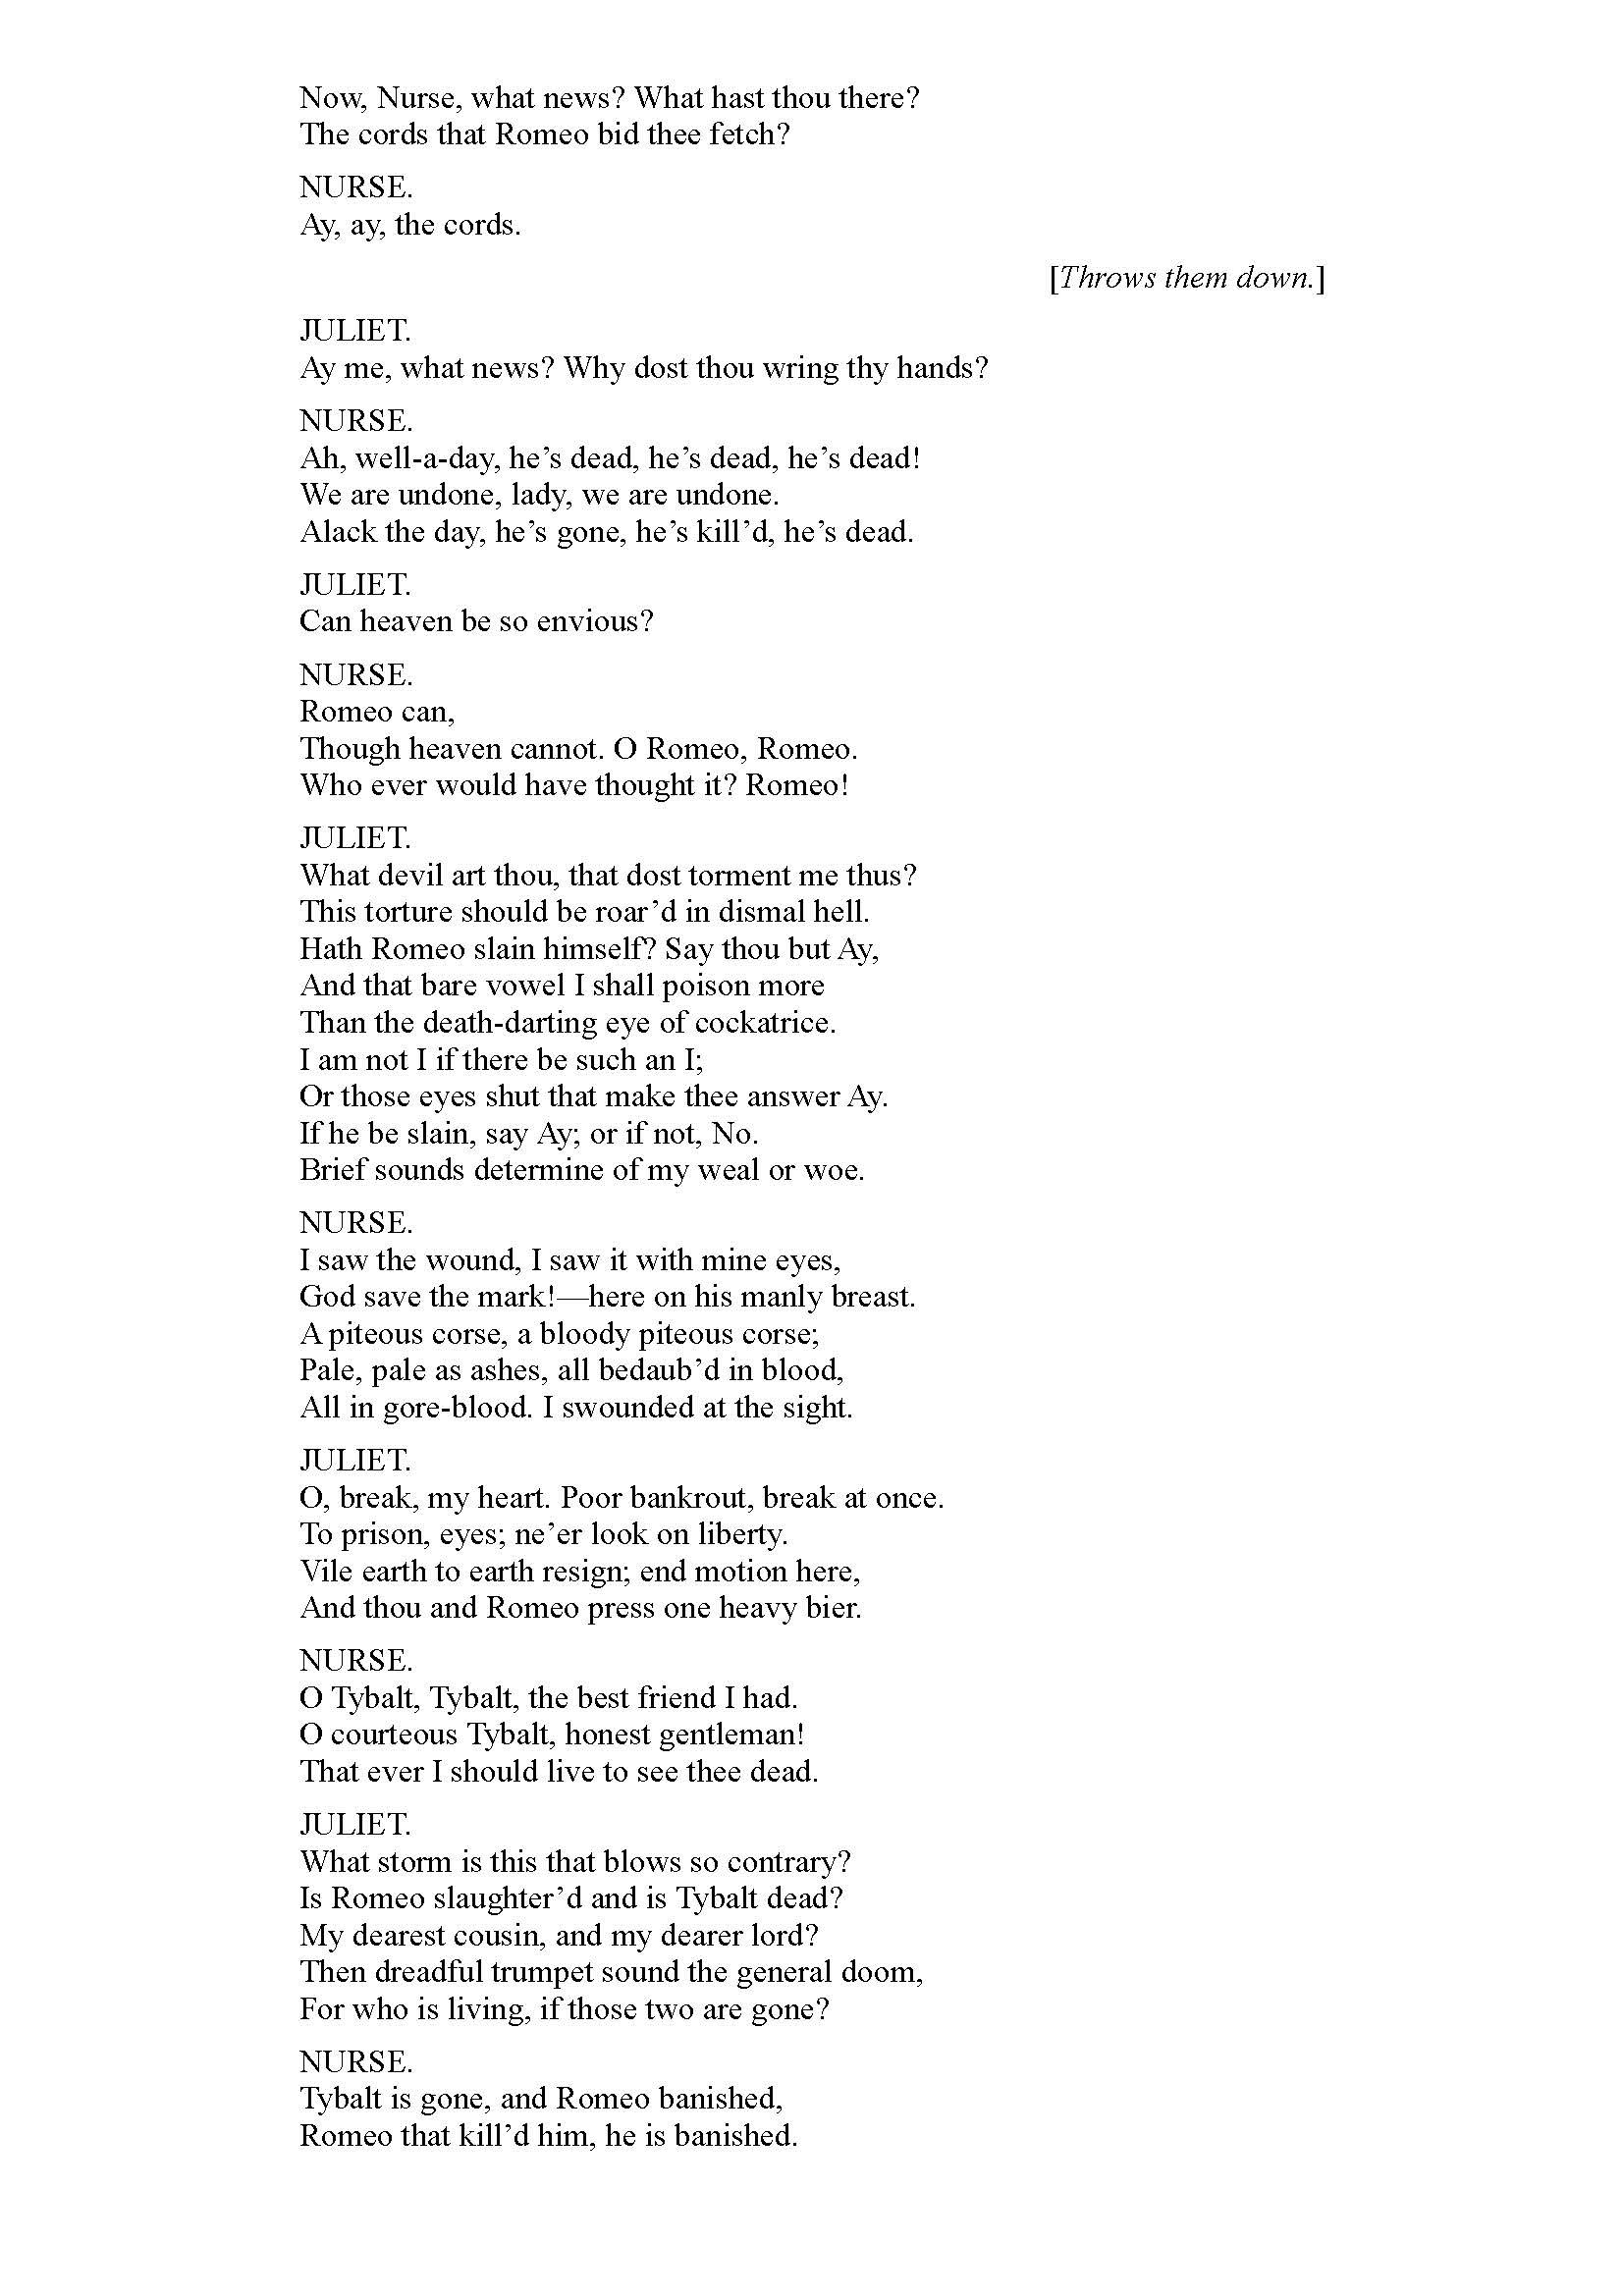 Now, Nurse, what news? What hast thou there?
The cords that Romeo bid thee fetch?
NURSE.
Ay, ay, the cords.
[Throws them down.]
JULIET.
Ay me, what news? Why dost thou wring thy hands?
NURSE.
Ah, well-a-day, he’s dead, he’s dead, he’s dead!
We are undone, lady, we are undone.
Alack the day, he’s gone, he’s kill’d, he’s dead.
JULIET.
Can heaven be so envious?
NURSE.
Romeo can,
Though heaven cannot. O Romeo, Romeo.
Who ever would have thought it? Romeo!
JULIET.
What devil art thou, that dost torment me thus?
This torture should be roar’d in dismal hell.
Hath Romeo slain himself? Say thou but Ay,
And that bare vowel I shall poison more
Than the death-darting eye of cockatrice.
I am not I if there be such an I;
Or those eyes shut that make thee answer Ay.
If he be slain, say Ay; or if not, No.
Brief sounds determine of my weal or woe.
NURSE.
I saw the wound, I saw it with mine eyes,
God save the mark!—here on his manly breast.
A piteous corse, a bloody piteous corse;
Pale, pale as ashes, all bedaub’d in blood,
All in gore-blood. I swounded at the sight.
JULIET.
O, break, my heart. Poor bankrout, break at once.
To prison, eyes; ne’er look on liberty.
Vile earth to earth resign; end motion here,
And thou and Romeo press one heavy bier.
NURSE.
O Tybalt, Tybalt, the best friend I had.
O courteous Tybalt, honest gentleman!
That ever I should live to see thee dead.
JULIET.
What storm is this that blows so contrary?
Is Romeo slaughter’d and is Tybalt dead?
My dearest cousin, and my dearer lord?
Then dreadful trumpet sound the general doom,
For who is living, if those two are gone?
NURSE.
Tybalt is gone, and Romeo banished,
Romeo that kill’d him, he is banished.